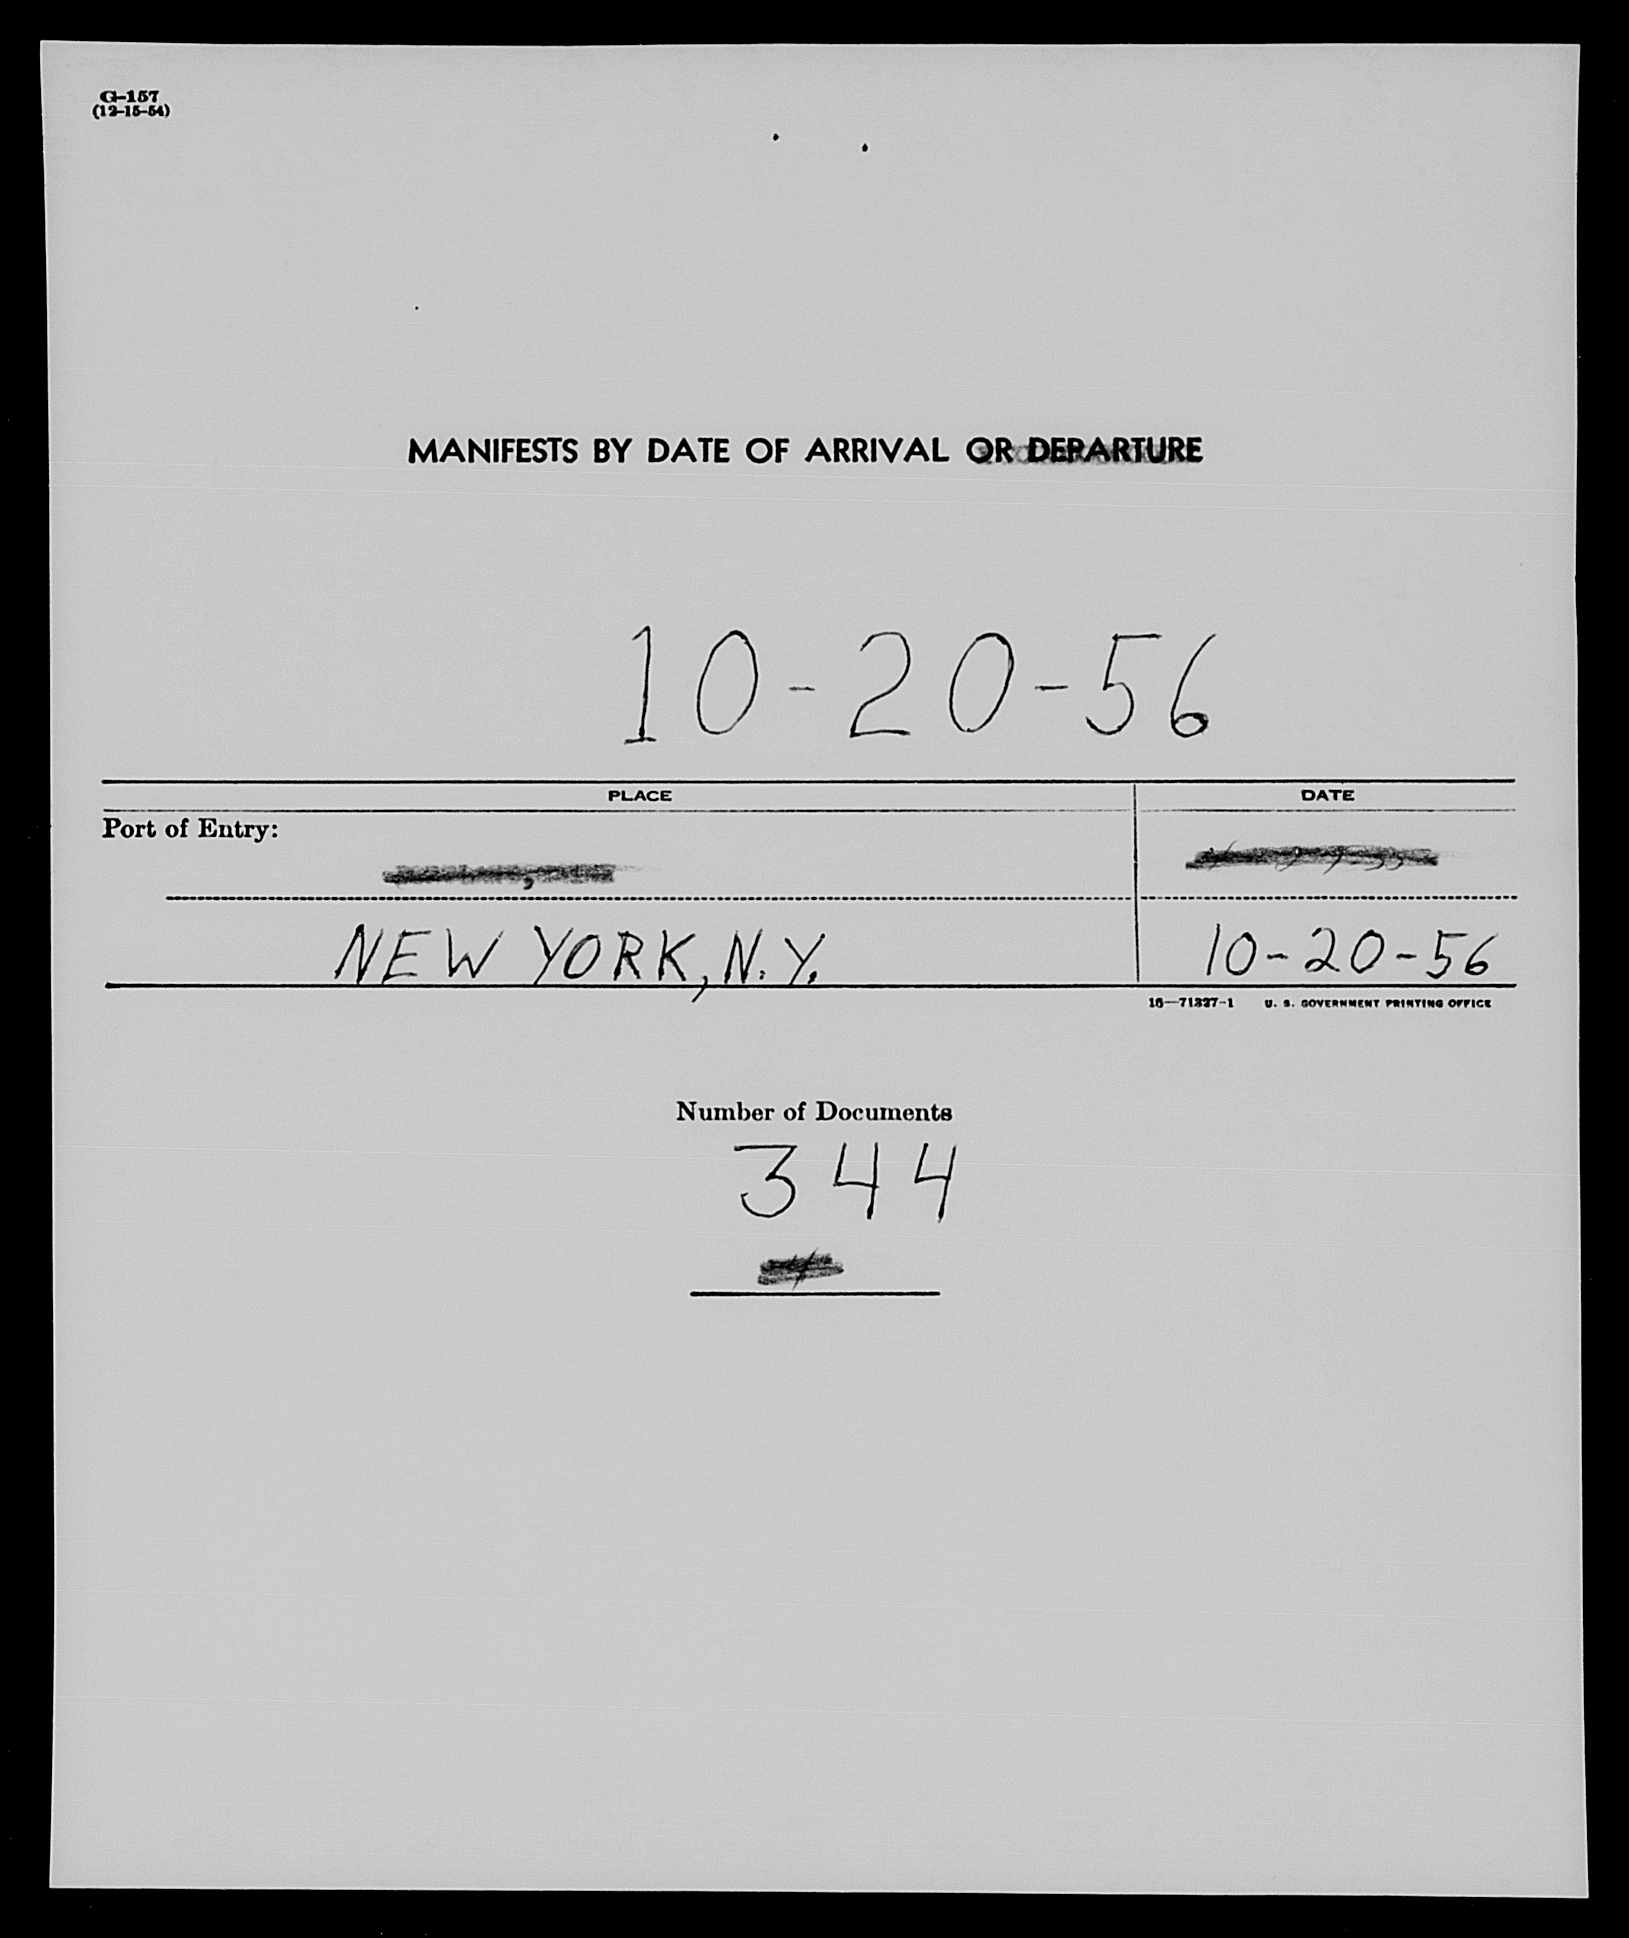 G-157
(12-15-54)
MANIFESTS BY DATE OF ARRIVAL OR DEPARTURE
10-20-56
PLACE DATE
Port of Entry:
NEW YORK, N.Y. 10-20-56
16—71327-1 U. S. GOVERNMENT PRINTING OFFICE
Number of Documents
344